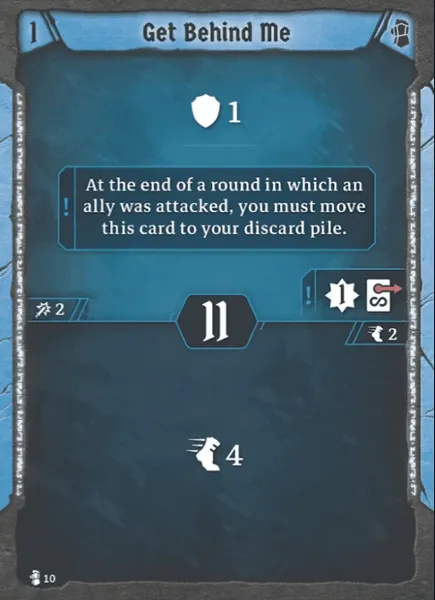 1
Get Behind Me
1
At the end of a round in which an
ally was attacked, you must move
this card to your discard pile.
!
! 1 S
2
11
2
4
10